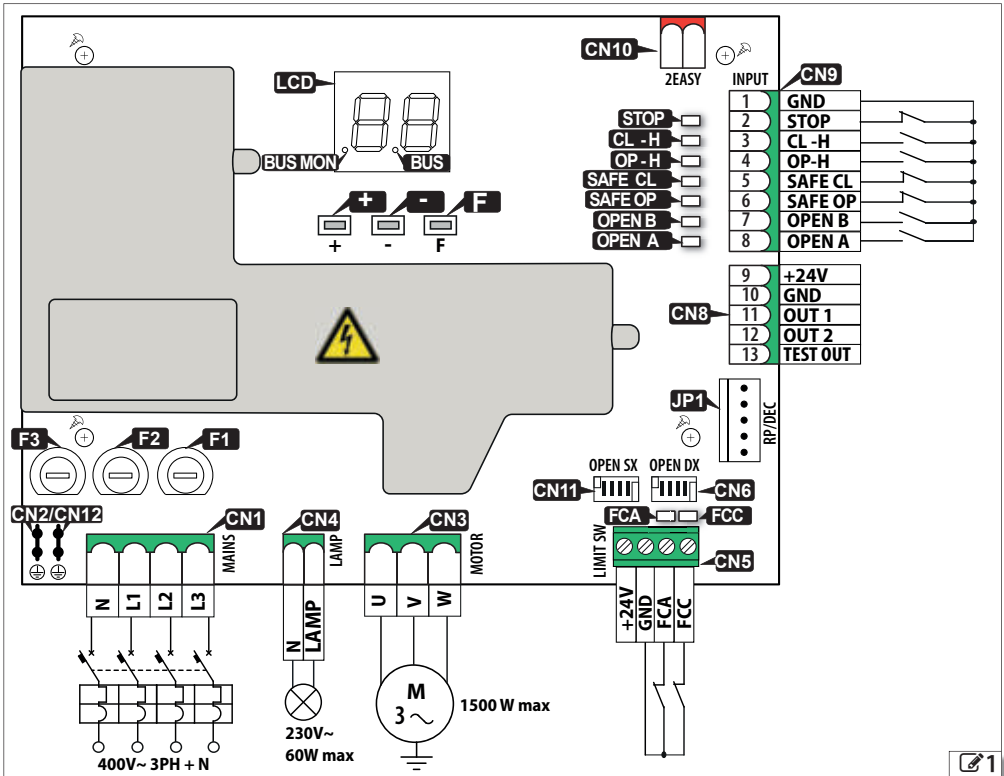 CN10
2EASY
INPUT
CN9
LCD
BUS MON
BUS
STOP
CL -H
OP - H
SAFE CL
SAFE OP
OPEN B
OPEN A
1 GND
2 STOP
3 CL -H
4 OP-H
5 SAFE CL
6 SAFE OP
7 OPEN B
8 OPEN A
+ - F
+ - F
CN8
9 +24V
10 GND
11 OUT 1
12 OUT 2
13 TEST OUT
JP1
RP/DEC
F3 F2 F1
OPEN SX OPEN DX
CN11
CN6
FCA
FCC
CN2/CN12
CN1
MAINS
CN4
LAMP
CN3
MOTOR
LIMIT SW
CN5
N L1 L2 L3
N LAMP
U V W
+24V GND FCA FCC
M
3 ~
1500 W max
230V~
60W max
400V~ 3PH + N
1